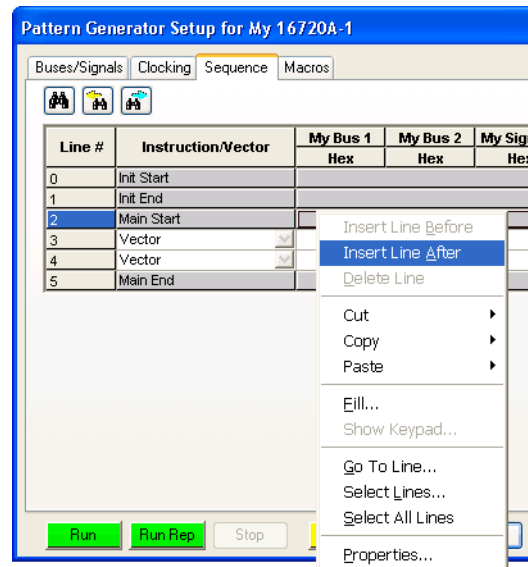 Pattern Generator Setup for My 16720A-1
Buses/Signals Clocking Sequence Macros
Line # Instruction/Vector My Bus 1 My Bus 2 My Sig
Hex Hex He
0 Init Start
1 Init End
2 Main Start
3 Vector
4 Vector
5 Main End
Insert Line Before
Insert Line After
Delete Line
Cut
Copy
Paste
Fill...
Show Keypad...
Go To Line...
Select Lines...
Select All Lines
Properties...
Run Run Rep Stop